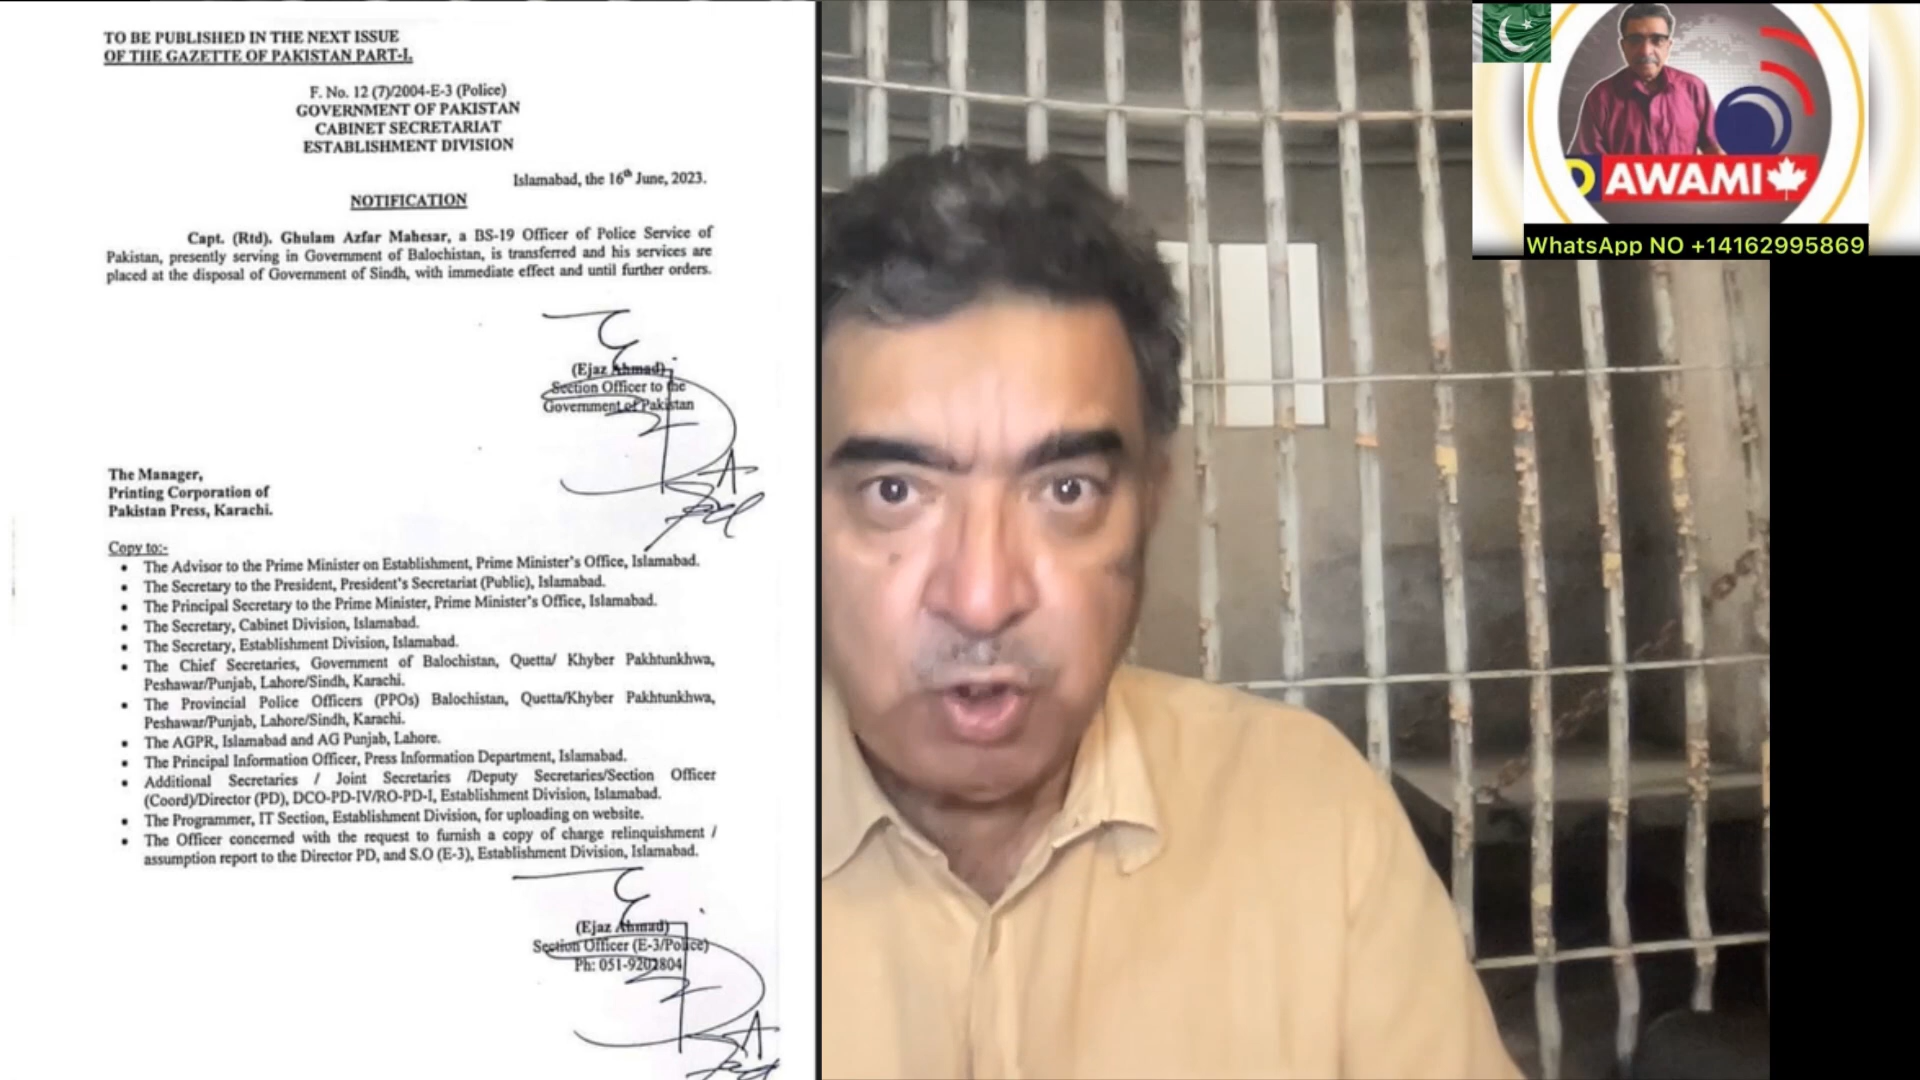 TO BE PUBLISHED IN THE NEXT ISSUE
OF THE GAZETTE OF PAKISTAN PART-I.
F. No. 12 (7)/2004-E-3 (Police)
GOVERNMENT OF PAKISTAN
CABINET SECRETARIAT
ESTABLISHMENT DIVISION
Islamabad, the 16th June, 2023.
NOTIFICATION
Capt. (Rtd). Ghulam Azfar Mahesar, a BS-19 Officer of Police Service of
Pakistan, presently serving in Government of Balochistan, is transferred and his services are
placed at the disposal of Government of Sindh, with immediate effect and until further orders.
(Ejaz Ahmad)
Section Officer to the
Government of Pakistan
The Manager,
Printing Corporation of
Pakistan Press, Karachi.
Copy to:-
• The Advisor to the Prime Minister on Establishment, Prime Minister's Office, Islamabad.
• The Secretary to the President, President's Secretariat (Public), Islamabad.
• The Principal Secretary to the Prime Minister, Prime Minister's Office, Islamabad.
• The Secretary, Cabinet Division, Islamabad.
• The Secretary, Establishment Division, Islamabad.
• The Chief Secretaries, Government of Balochistan, Quetta/ Khyber Pakhtunkhwa,
Peshawar/Punjab, Lahore/Sindh, Karachi.
• The Provincial Police Officers (PPOs) Balochistan, Quetta/Khyber Pakhtunkhwa,
Peshawar/Punjab, Lahore/Sindh, Karachi.
• The AGPR, Islamabad and AG Punjab, Lahore.
• The Principal Information Officer, Press Information Department, Islamabad.
• Additional Secretaries / Joint Secretaries /Deputy Secretaries/Section Officer
(Coord)/Director (PD), DCO-PD-IV/RO-PD-I, Establishment Division, Islamabad.
• The Programmer, IT Section, Establishment Division, for uploading on website.
• The Officer concerned with the request to furnish a copy of charge relinquishment /
assumption report to the Director PD, and S.O (E-3), Establishment Division, Islamabad.
(Ejaz Ahmad)
Section Officer (E-3/Police)
Ph: 051-9202804
AWAMI
WhatsApp NO +14162995869